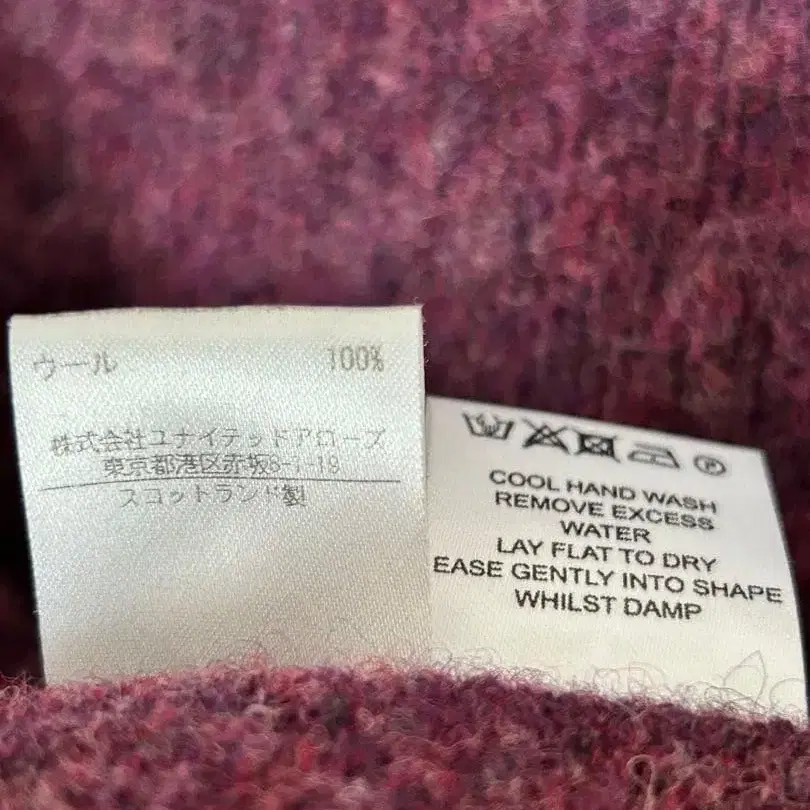 ウール 100%
株式会社ユナイテッドアローズ
東京都港区赤坂8-1-19
スコットランド製
COOL HAND WASH
REMOVE EXCESS
WATER
LAY FLAT TO DRY
EASE GENTLY INTO SHAPE
WHILST DAMP